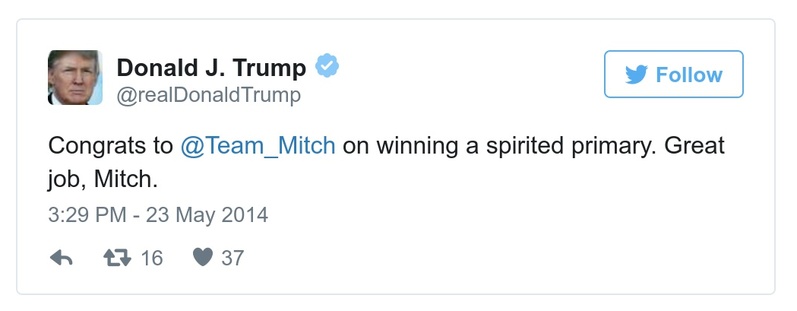 Donald J. Trump
@realDonaldTrump
Follow
Congrats to @Team_Mitch on winning a spirited primary. Great
job, Mitch.
3:29 PM - 23 May 2014
16 37